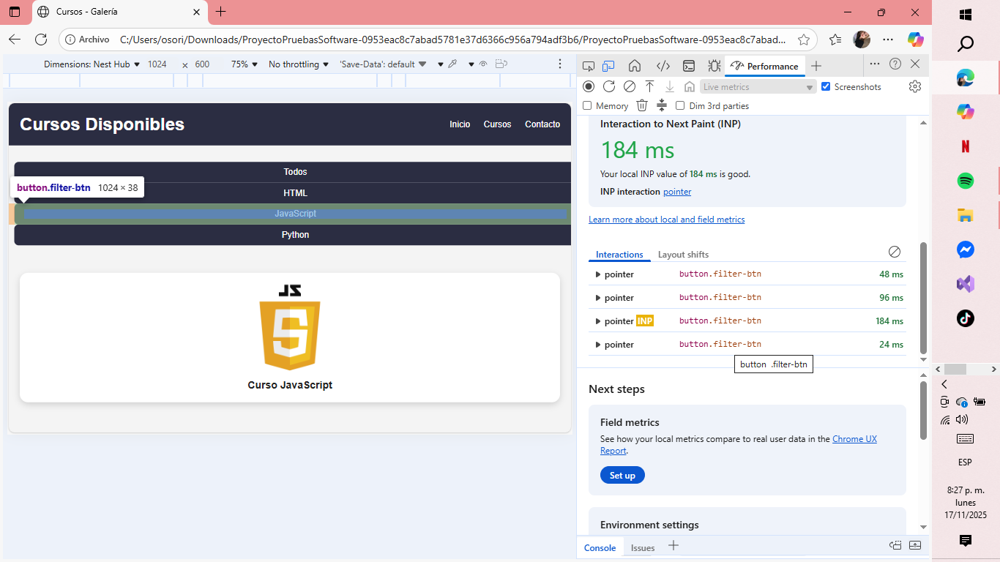 Cursos - Galería
Archivo
C:/Users/osori/Downloads/ProyectoPruebasSoftware-0953eac8c7abad5781e37d6366c956a794adf3b6/ProyectoPruebasSoftware-0953eac8c7abad...
Dimensions: Nest Hub 1024 × 600 75% No throttling 'Save-Data': default
Cursos Disponibles
Inicio Cursos Contacto
Todos
button.filter-btn 1024 × 38
HTML
JavaScript
Python
JS
Curso JavaScript
Performance
Live metrics
Screenshots
Memory
Dim 3rd parties
Interaction to Next Paint (INP)
184 ms
Your local INP value of 184 ms is good.
INP interaction pointer
Learn more about local and field metrics
Interactions Layout shifts
pointer button.filter-btn 48 ms
pointer button.filter-btn 96 ms
pointer INP button.filter-btn 184 ms
pointer button.filter-btn 24 ms
button .filter-btn
Next steps
Field metrics
See how your local metrics compare to real user data in the Chrome UX
Report.
Set up
Environment settings
Console Issues
N
ESP
8:27 p. m.
lunes
17/11/2025